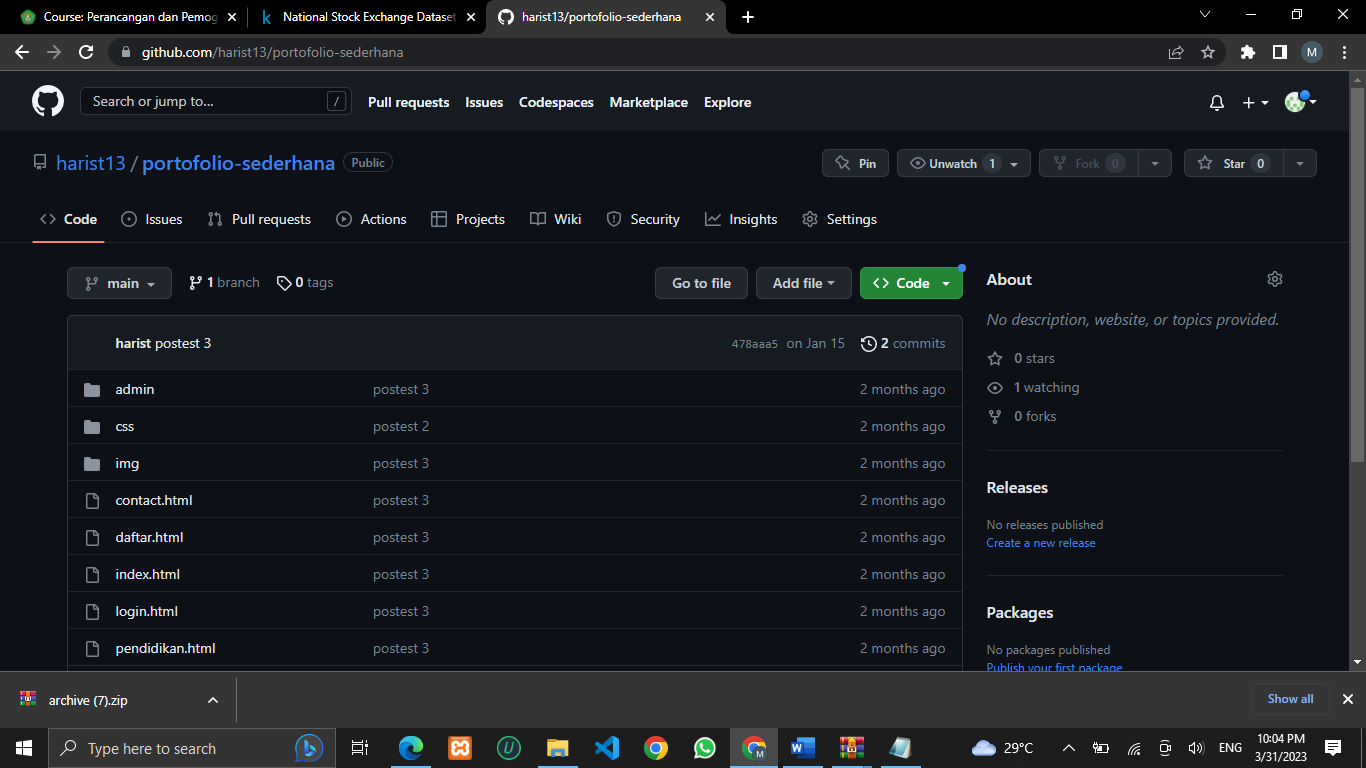 Course: Perancangan dan Pemog
National Stock Exchange Dataset
harist13/portofolio-sederhana
github.com/harist13/portofolio-sederhana
M
Search or jump to... /
Pull requests Issues Codespaces Marketplace Explore
harist13 / portofolio-sederhana Public
Pin Unwatch 1 Fork 0 Star 0
Code Issues Pull requests Actions Projects Wiki Security Insights Settings
main 1 branch 0 tags Go to file Add file Code
About
No description, website, or topics provided.
harist postest 3 478aaa5 on Jan 15 2 commits
0 stars
admin postest 3 2 months ago
1 watching
0 forks
css postest 2 2 months ago
img postest 3 2 months ago
Releases
contact.html postest 3 2 months ago
No releases published
daftar.html postest 3 2 months ago
Create a new release
index.html postest 3 2 months ago
login.html postest 3 2 months ago
Packages
pendidikan.html postest 3 2 months ago
No packages published
Publish your first package
archive (7).zip
Show all
Type here to search
29°C
ENG
10:04 PM
3/31/2023